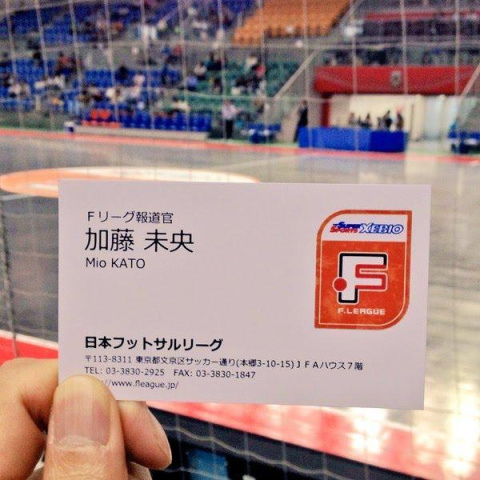 Fリーグ報道官
加藤 未央
Mio KATO
SUPER SPORTS XEBIO
F
F.LEAGUE
日本フットサルリーグ
〒113-8311 東京都文京区サッカー通り(本郷3-10-15)JFAハウス7階
TEL: 03-3830-2925 FAX: 03-3830-1847
://www.fleague.jp/